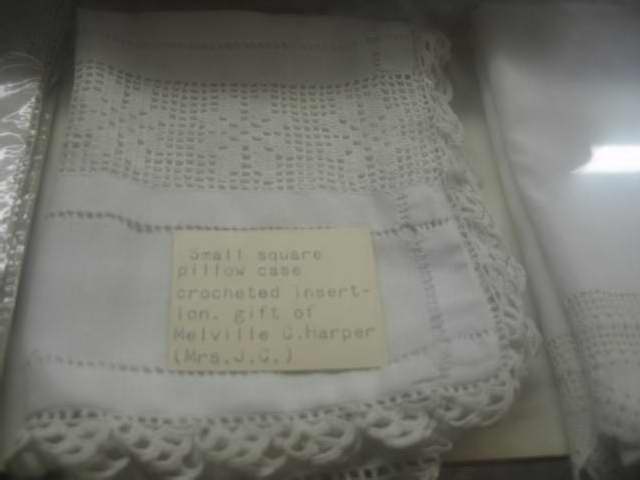 Small square
pillow case
crocheted insert-
ion. gift of
Melville C.Harper
(Mrs.J.C.)